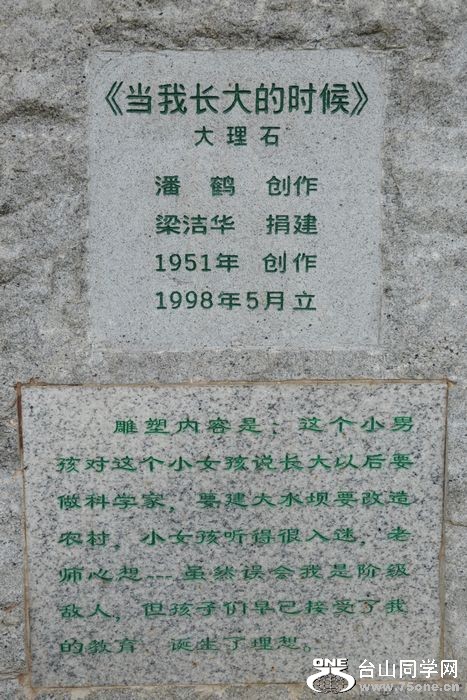 《当我长大的时候》
大理石
潘 鹤 创作
梁洁华 捐建
1951年 创作
1998年5月立
雕塑内容是：这个小男
孩对这个小女孩说长大以后要
做科学家，要建大水坝要改造
农村，小女孩听得很入迷，老
师心想---虽然误会我是阶级
敌人，但孩子们早已接受了我
的教育，诞生了理想。
ONE
台山同学网
www.75one.cn